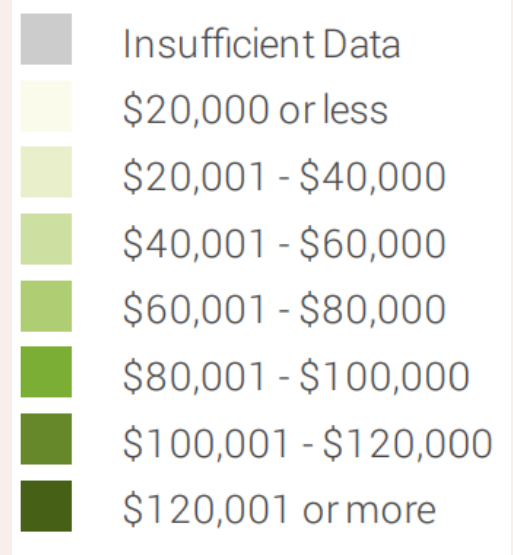 Insufficient Data
$20,000 or less
$20,001 - $40,000
$40,001 - $60,000
$60,001 - $80,000
$80,001 - $100,000
$100,001 - $120,000
$120,001 or more